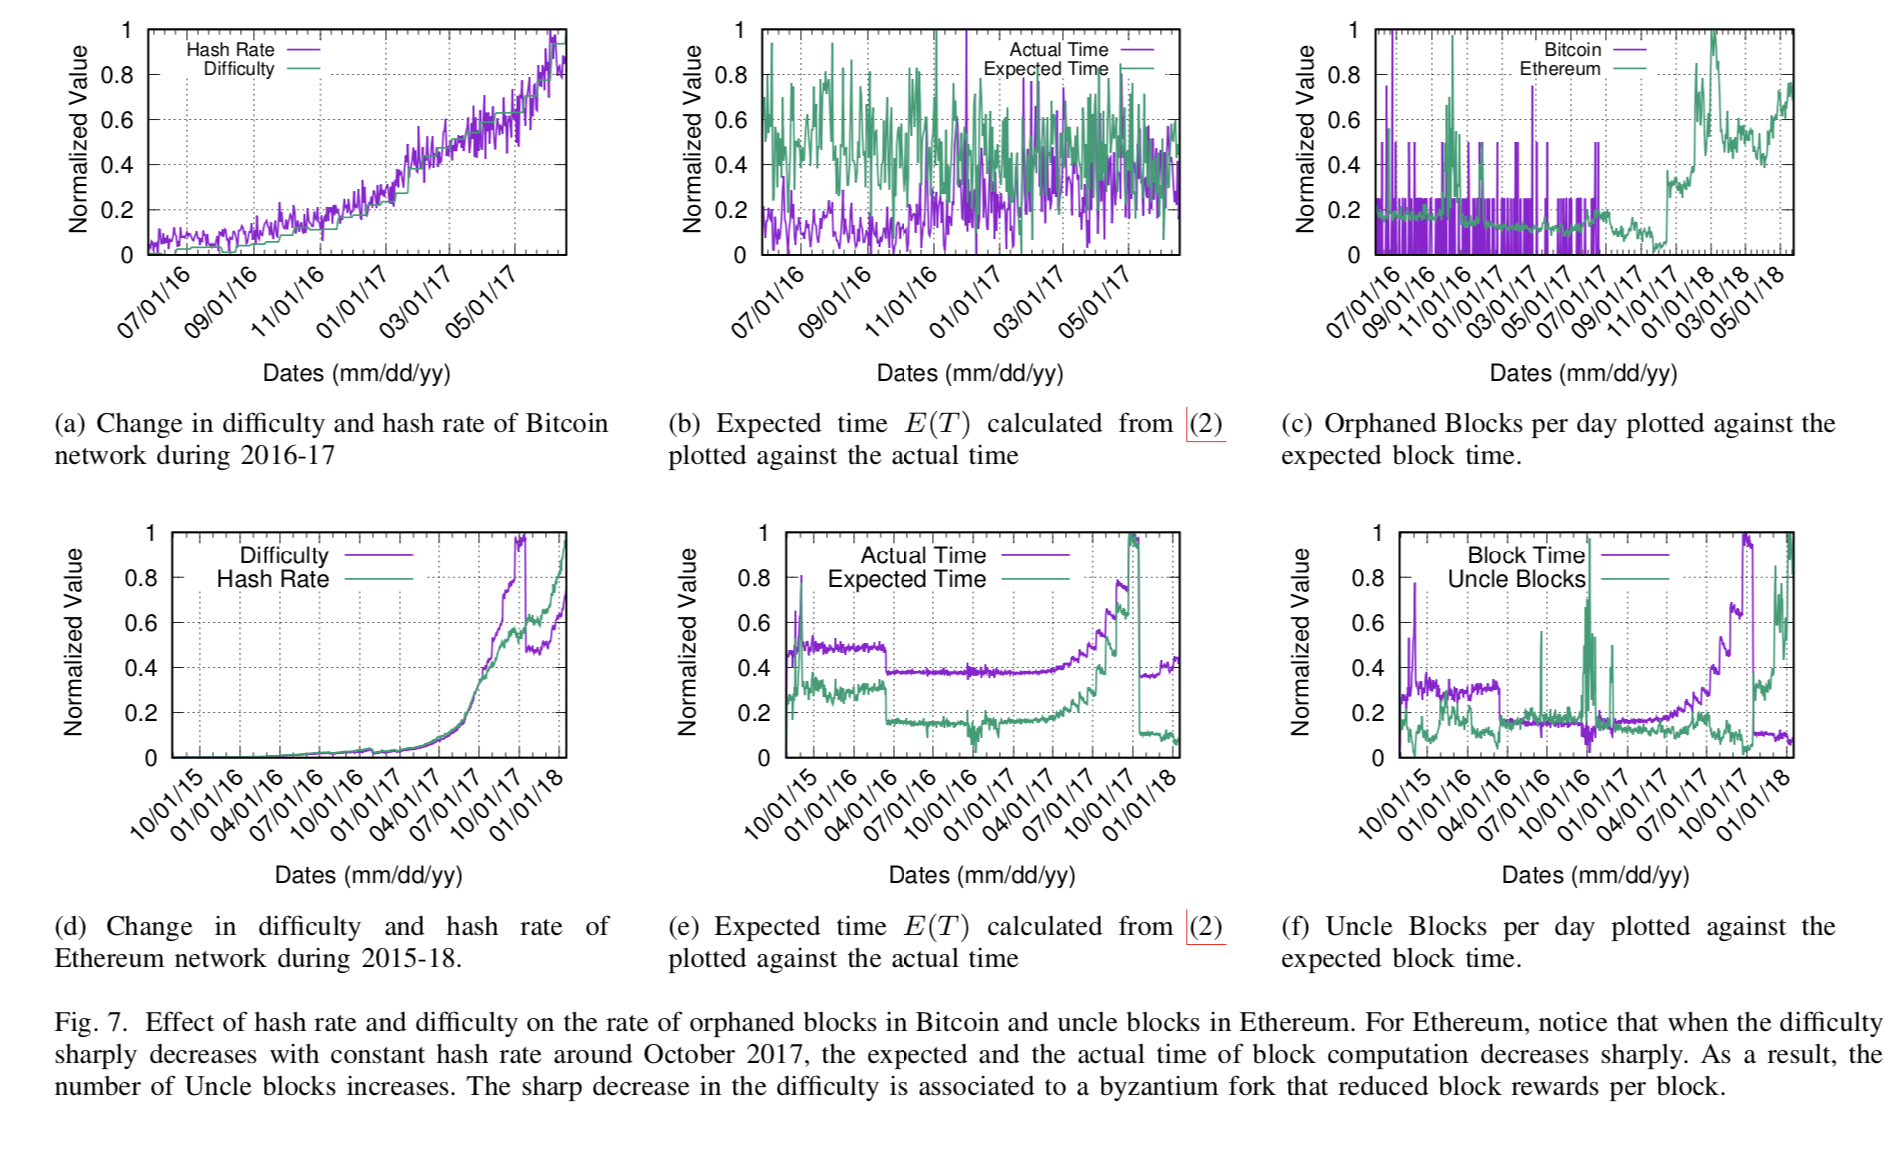 Normalized Value
1
0.8
0.6
0.4
0.2
0
Hash Rate
Difficulty
07/01/16
09/01/16
11/01/16
01/01/17
03/01/17
05/01/17
Dates (mm/dd/yy)
(a) Change in difficulty and hash rate of Bitcoin
network during 2016-17
Normalized Value
1
0.8
0.6
0.4
0.2
0
Actual Time
Expected Time
07/01/16
09/01/16
11/01/16
01/01/17
03/01/17
05/01/17
Dates (mm/dd/yy)
(b) Expected time E(T) calculated from (2)
plotted against the actual time
Normalized Value
1
0.8
0.6
0.4
0.2
0
Bitcoin
Ethereum
07/01/16
09/01/16
11/01/16
01/01/17
03/01/17
05/01/17
07/01/17
09/01/17
11/01/17
01/01/18
03/01/18
05/01/18
Dates (mm/dd/yy)
(c) Orphaned Blocks per day plotted against the
expected block time.
Normalized Value
1
0.8
0.6
0.4
0.2
0
Difficulty
Hash Rate
10/01/15
01/01/16
04/01/16
07/01/16
10/01/16
01/01/17
04/01/17
07/01/17
10/01/17
01/01/18
Dates (mm/dd/yy)
(d) Change in difficulty and hash rate of
Ethereum network during 2015-18.
Normalized Value
1
0.8
0.6
0.4
0.2
0
Actual Time
Expected Time
10/01/15
01/01/16
04/01/16
07/01/16
10/01/16
01/01/17
04/01/17
07/01/17
10/01/17
01/01/18
Dates (mm/dd/yy)
(e) Expected time E(T) calculated from (2)
plotted against the actual time
Normalized Value
1
0.8
0.6
0.4
0.2
0
Block Time
Uncle Blocks
10/01/15
01/01/16
04/01/16
07/01/16
10/01/16
01/01/17
04/01/17
07/01/17
10/01/17
01/01/18
Dates (mm/dd/yy)
(f) Uncle Blocks per day plotted against the
expected block time.
Fig. 7. Effect of hash rate and difficulty on the rate of orphaned blocks in Bitcoin and uncle blocks in Ethereum. For Ethereum, notice that when the difficulty
sharply decreases with constant hash rate around October 2017, the expected and the actual time of block computation decreases sharply. As a result, the
number of Uncle blocks increases. The sharp decrease in the difficulty is associated to a byzantium fork that reduced block rewards per block.